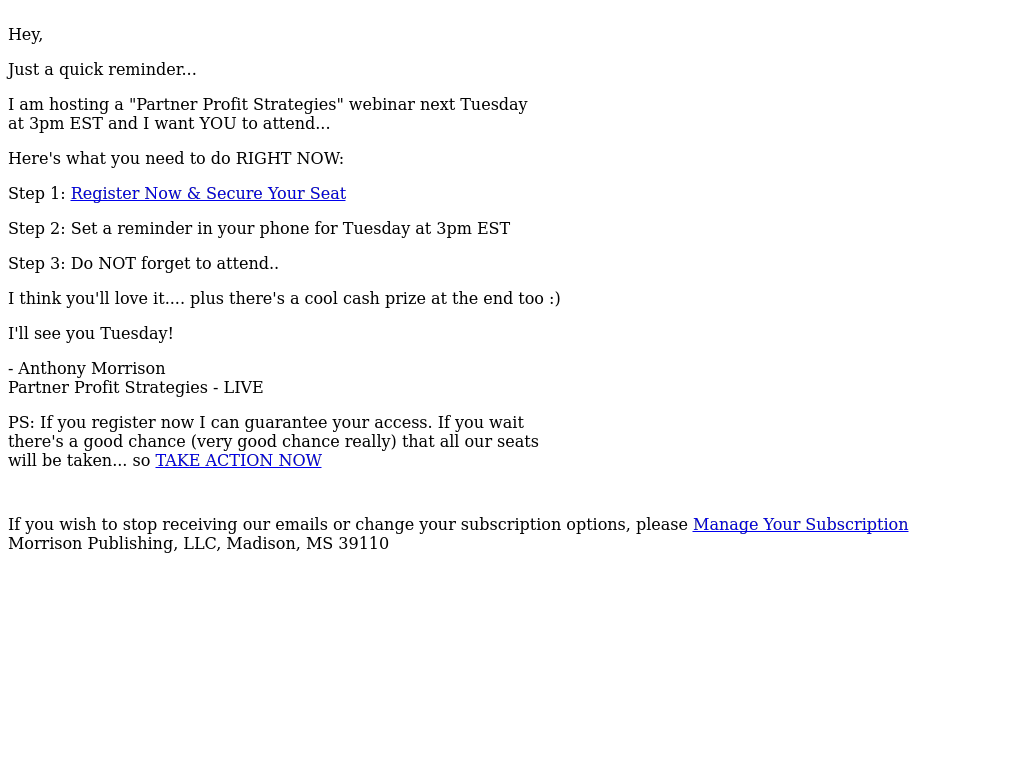 Hey,
Just a quick reminder...
I am hosting a "Partner Profit Strategies" webinar next Tuesday
at 3pm EST and I want YOU to attend...
Here's what you need to do RIGHT NOW:
Step 1: Register Now & Secure Your Seat
Step 2: Set a reminder in your phone for Tuesday at 3pm EST
Step 3: Do NOT forget to attend..
I think you'll love it.... plus there's a cool cash prize at the end too :)
I'll see you Tuesday!
- Anthony Morrison
Partner Profit Strategies - LIVE
PS: If you register now I can guarantee your access. If you wait
there's a good chance (very good chance really) that all our seats
will be taken... so TAKE ACTION NOW
If you wish to stop receiving our emails or change your subscription options, please Manage Your Subscription
Morrison Publishing, LLC, Madison, MS 39110